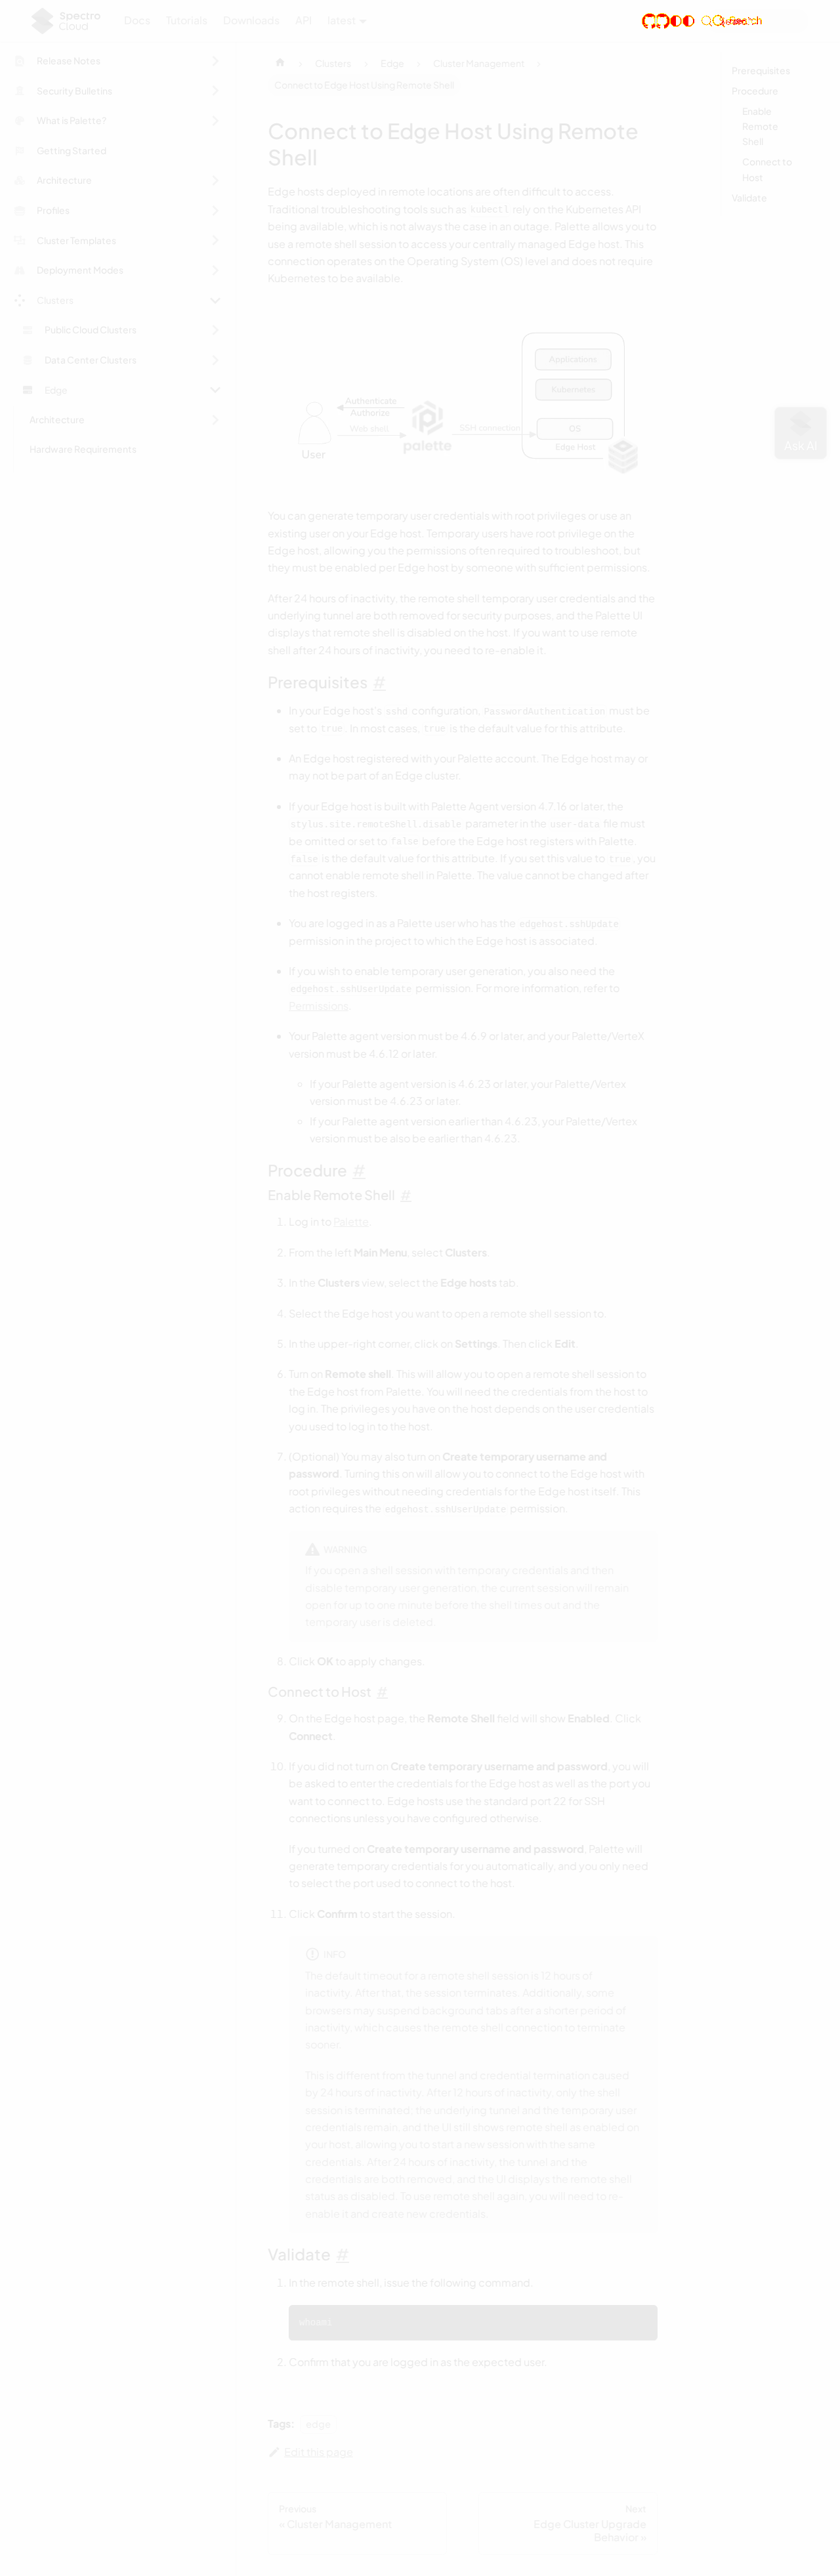 Spectro
Cloud
Docs
Tutorials
Downloads
API
latest
Release Notes
Security Bulletins
What is Palette?
Getting Started
Architecture
Profiles
Cluster Templates
Deployment Modes
Clusters
Public Cloud Clusters
Data Center Clusters
Edge
Architecture
Hardware Requirements
Clusters
Edge
Cluster Management
Connect to Edge Host Using Remote Shell
Connect to Edge Host Using Remote
Shell
Edge hosts deployed in remote locations are often difficult to access.
Traditional troubleshooting tools such as kubectl rely on the Kubernetes API
being available, which is not always the case in an outage. Palette allows you to
use a remote shell session to access your centrally managed Edge host. This
connection operates on the Operating System (OS) level and does not require
Kubernetes to be available.
Applications
Kubernetes
OS
Edge Host
Authenticate
Authorize
Web shell
SSH connection
palette
User
You can generate temporary user credentials with root privileges or use an
existing user on your Edge host. Temporary users have root privilege on the
Edge host, allowing you the permissions often required to troubleshoot, but
they must be enabled per Edge host by someone with sufficient permissions.
After 24 hours of inactivity, the remote shell temporary user credentials and the
underlying tunnel are both removed for security purposes, and the Palette UI
displays that remote shell is disabled on the host. If you want to use remote
shell after 24 hours of inactivity, you need to re-enable it.
Prerequisites #
• In your Edge host's sshd configuration, PasswordAuthentication must be
set to true. In most cases, true is the default value for this attribute.
• An Edge host registered with your Palette account. The Edge host may or
may not be part of an Edge cluster.
• If your Edge host is built with Palette Agent version 4.7.16 or later, the
stylus.site.remoteShell.disable parameter in the user-data file must
be omitted or set to false before the Edge host registers with Palette.
false is the default value for this attribute. If you set this value to true, you
cannot enable remote shell in Palette. The value cannot be changed after
the host registers.
• You are logged in as a Palette user who has the edgehost.sshUpdate
permission in the project to which the Edge host is associated.
• If you wish to enable temporary user generation, you also need the
edgehost.sshUserUpdate permission. For more information, refer to
Permissions.
• Your Palette agent version must be 4.6.9 or later, and your Palette/VerteX
version must be 4.6.12 or later.
◦ If your Palette agent version is 4.6.23 or later, your Palette/Vertex
version must be 4.6.23 or later.
◦ If your Palette agent version earlier than 4.6.23, your Palette/Vertex
version must be also be earlier than 4.6.23.
Procedure #
Enable Remote Shell #
1. Log in to Palette.
2. From the left Main Menu, select Clusters.
3. In the Clusters view, select the Edge hosts tab.
4. Select the Edge host you want to open a remote shell session to.
5. In the upper-right corner, click on Settings. Then click Edit.
6. Turn on Remote shell. This will allow you to open a remote shell session to
the Edge host from Palette. You will need the credentials from the host to
log in. The privileges you have on the host depends on the user credentials
you used to log in to the host.
7. (Optional) You may also turn on Create temporary username and
password. Turning this on will allow you to connect to the Edge host with
root privileges without needing credentials for the Edge host itself. This
action requires the edgehost.sshUserUpdate permission.
WARNING
If you open a shell session with temporary credentials and then
disable temporary user generation, the current session will remain
open for up to one minute before the shell times out and the
temporary user is deleted.
8. Click OK to apply changes.
Connect to Host #
9. On the Edge host page, the Remote Shell field will show Enabled. Click
Connect.
10. If you did not turn on Create temporary username and password, you will
be asked to enter the credentials for the Edge host as well as the port you
want to connect to. Edge hosts use the standard port 22 for SSH
connections unless you have configured otherwise.
If you turned on Create temporary username and password, Palette will
generate temporary credentials for you automatically, and you only need
to select the port used to connect to the host.
11. Click Confirm to start the session.
INFO
The default timeout for a remote shell session is 12 hours of
inactivity. After that, the session terminates. Additionally, some
browsers may suspend background tabs after a shorter period of
inactivity, which causes the remote shell connection to terminate
sooner.
This is different from the tunnel and credential termination caused
by 24 hours of inactivity. After 12 hours of inactivity, only the shell
session is terminated; the underlying tunnel and the temporary user
credentials remain, and the UI still shows remote shell as enabled on
your host, allowing you to start a new session with the same
credentials. After 24 hours of inactivity, the tunnel and the
credentials are both removed, and the UI displays the remote shell
status as disabled. To use remote shell again, you will need to re-
enable it and create new credentials.
Validate #
1. In the remote shell, issue the following command.
whoami
2. Confirm that you are logged in as the expected user.
Tags:
edge
Edit this page
Previous
« Cluster Management
Next
Edge Cluster Upgrade
Behavior »
Prerequisites
Procedure
Enable
Remote
Shell
Connect to
Host
Validate
Ask AI